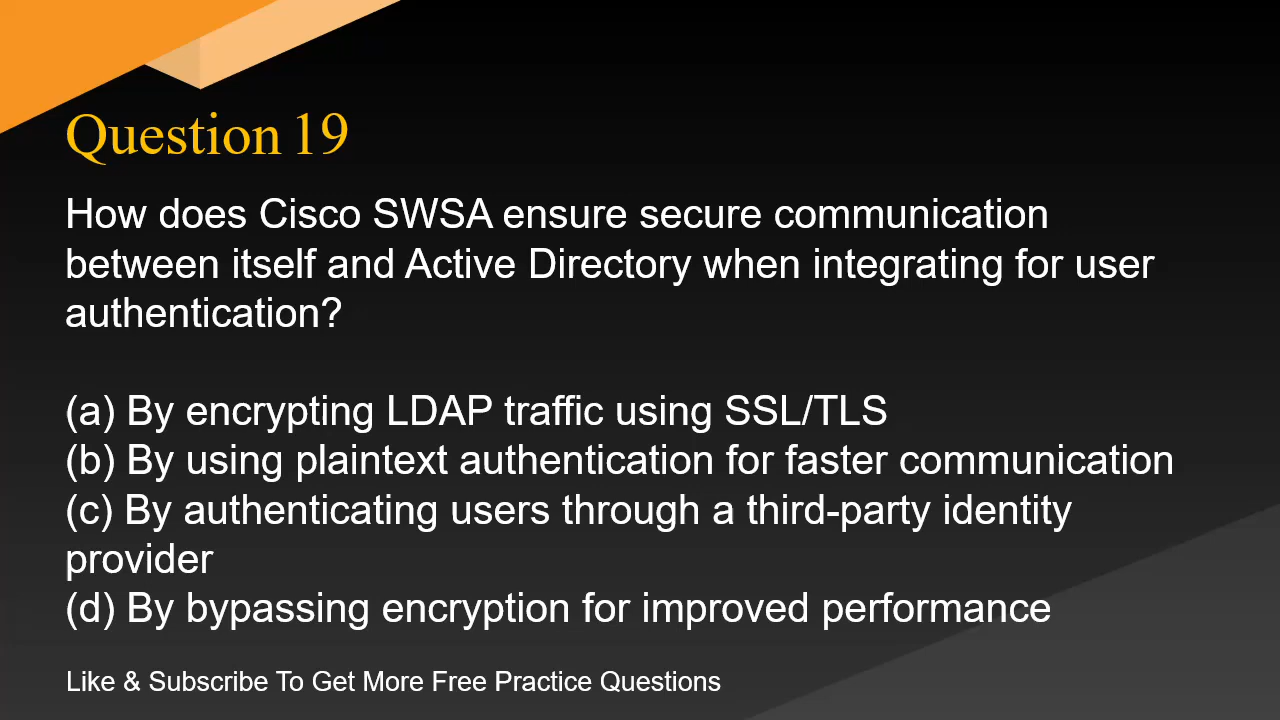 Question 19
How does Cisco SWSA ensure secure communication
between itself and Active Directory when integrating for user
authentication?
(a) By encrypting LDAP traffic using SSL/TLS
(b) By using plaintext authentication for faster communication
(c) By authenticating users through a third-party identity
provider
(d) By bypassing encryption for improved performance
Like & Subscribe To Get More Free Practice Questions